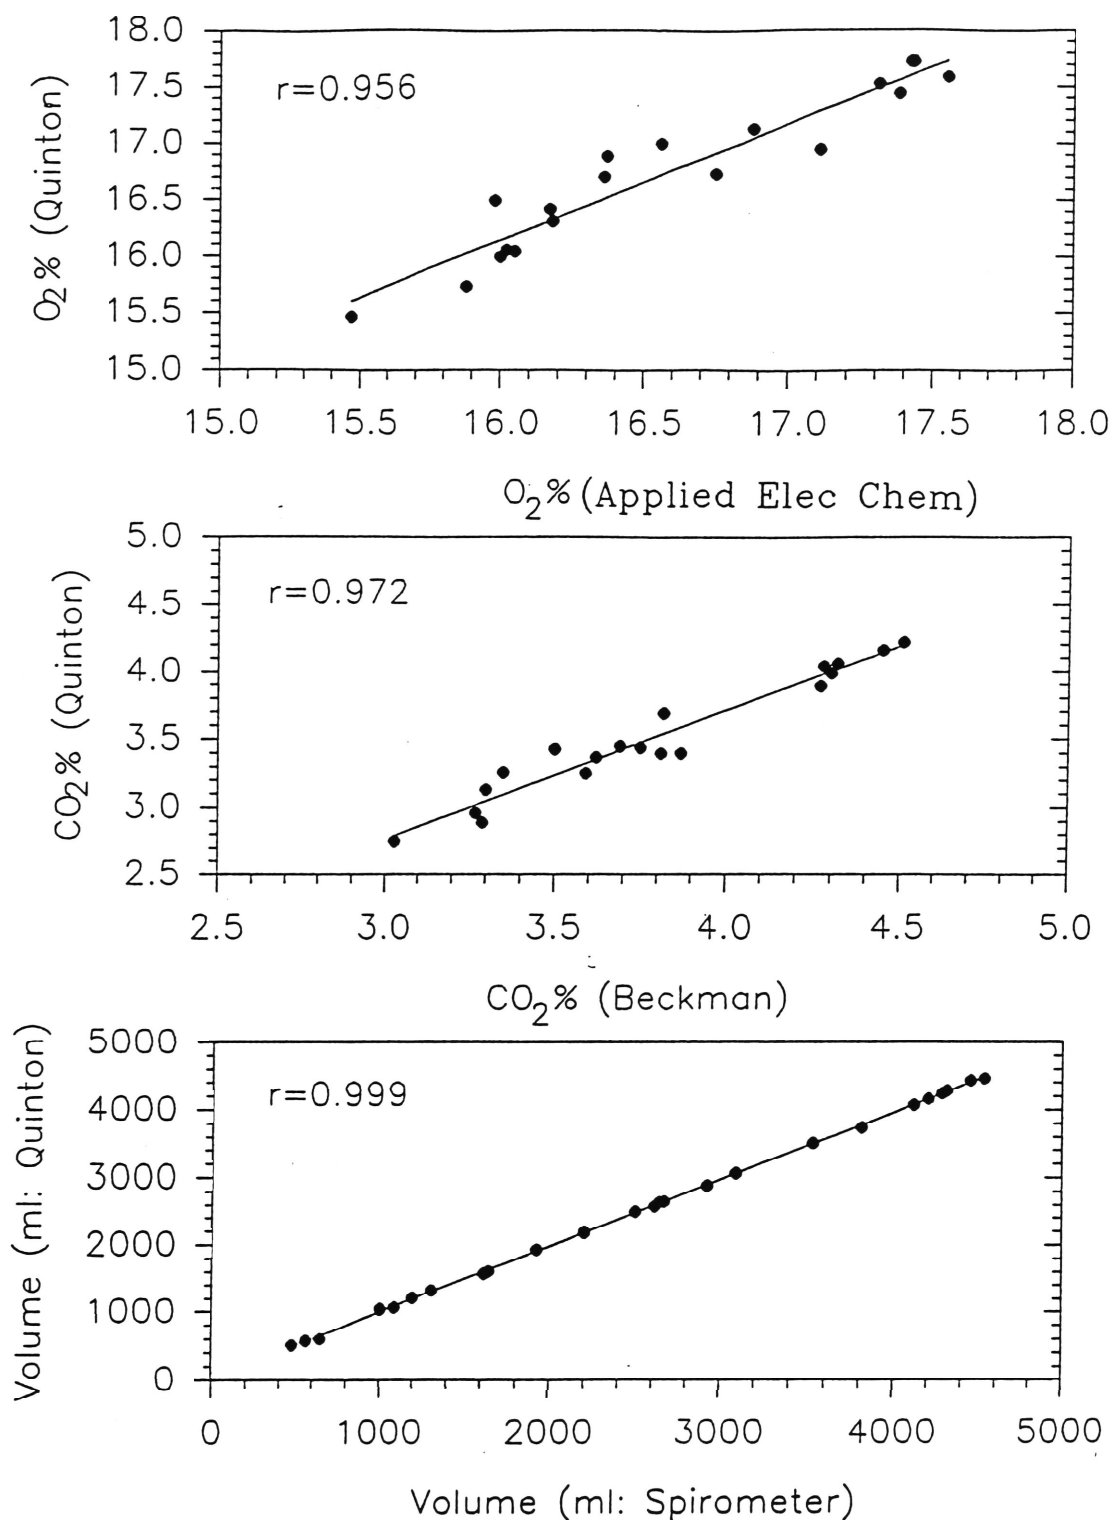 18.0
17.5
17.0
16.5
16.0
15.5
15.0
O2% (Quinton)
r=0.956
15.0 15.5 16.0 16.5 17.0 17.5 18.0
O2% (Applied Elec Chem)
5.0
4.5
4.0
3.5
3.0
2.5
CO2% (Quinton)
r=0.972
2.5 3.0 3.5 4.0 4.5 5.0
CO2% (Beckman)
5000
4000
3000
2000
1000
0
Volume (ml: Quinton)
r=0.999
0 1000 2000 3000 4000 5000
Volume (ml: Spirometer)